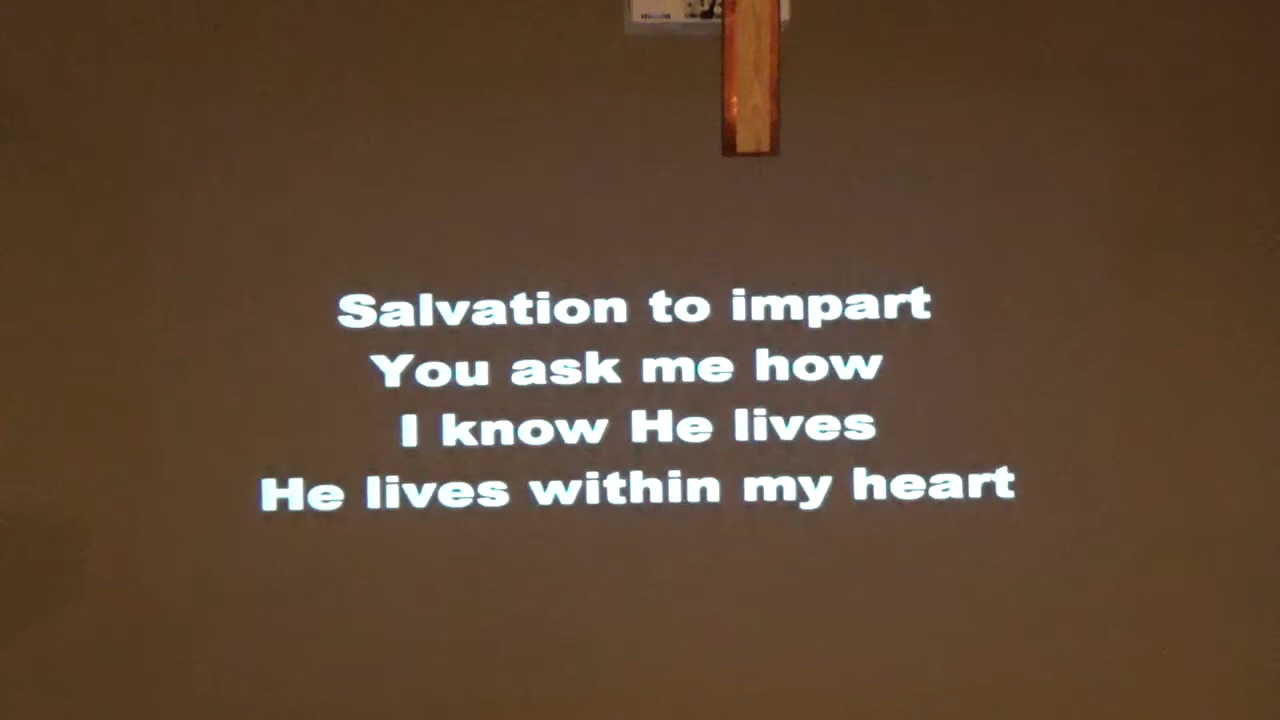 Salvation to impart
You ask me how
I know He lives
He lives within my heart